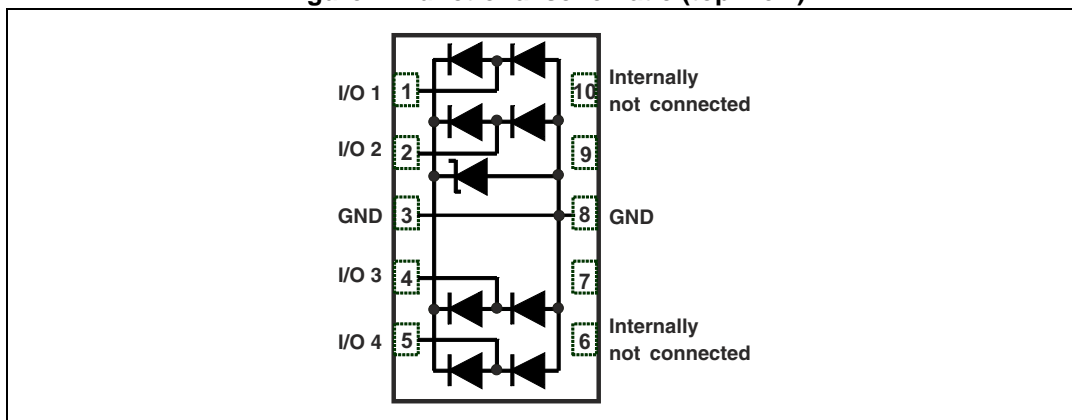 I/O 1 1 10 Internally
not connected
I/O 2 2 9
GND 3 8 GND
I/O 3 4 7
I/O 4 5 6 Internally
not connected